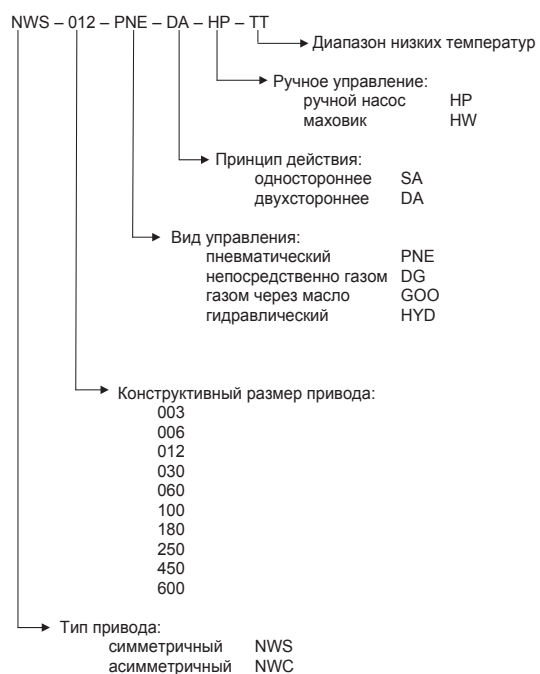 NWS – 012 – PNE – DA – HP – TT
Диапазон низких температур
Ручное управление:
ручной насос HP
маховик HW
Принцип действия:
одностороннее SA
двухстороннее DA
Вид управления:
пневматический PNE
непосредственно газом DG
газом через масло GOO
гидравлический HYD
Конструктивный размер привода:
003
006
012
030
060
100
180
250
450
600
Тип привода:
симметричный NWS
асимметричный NWC